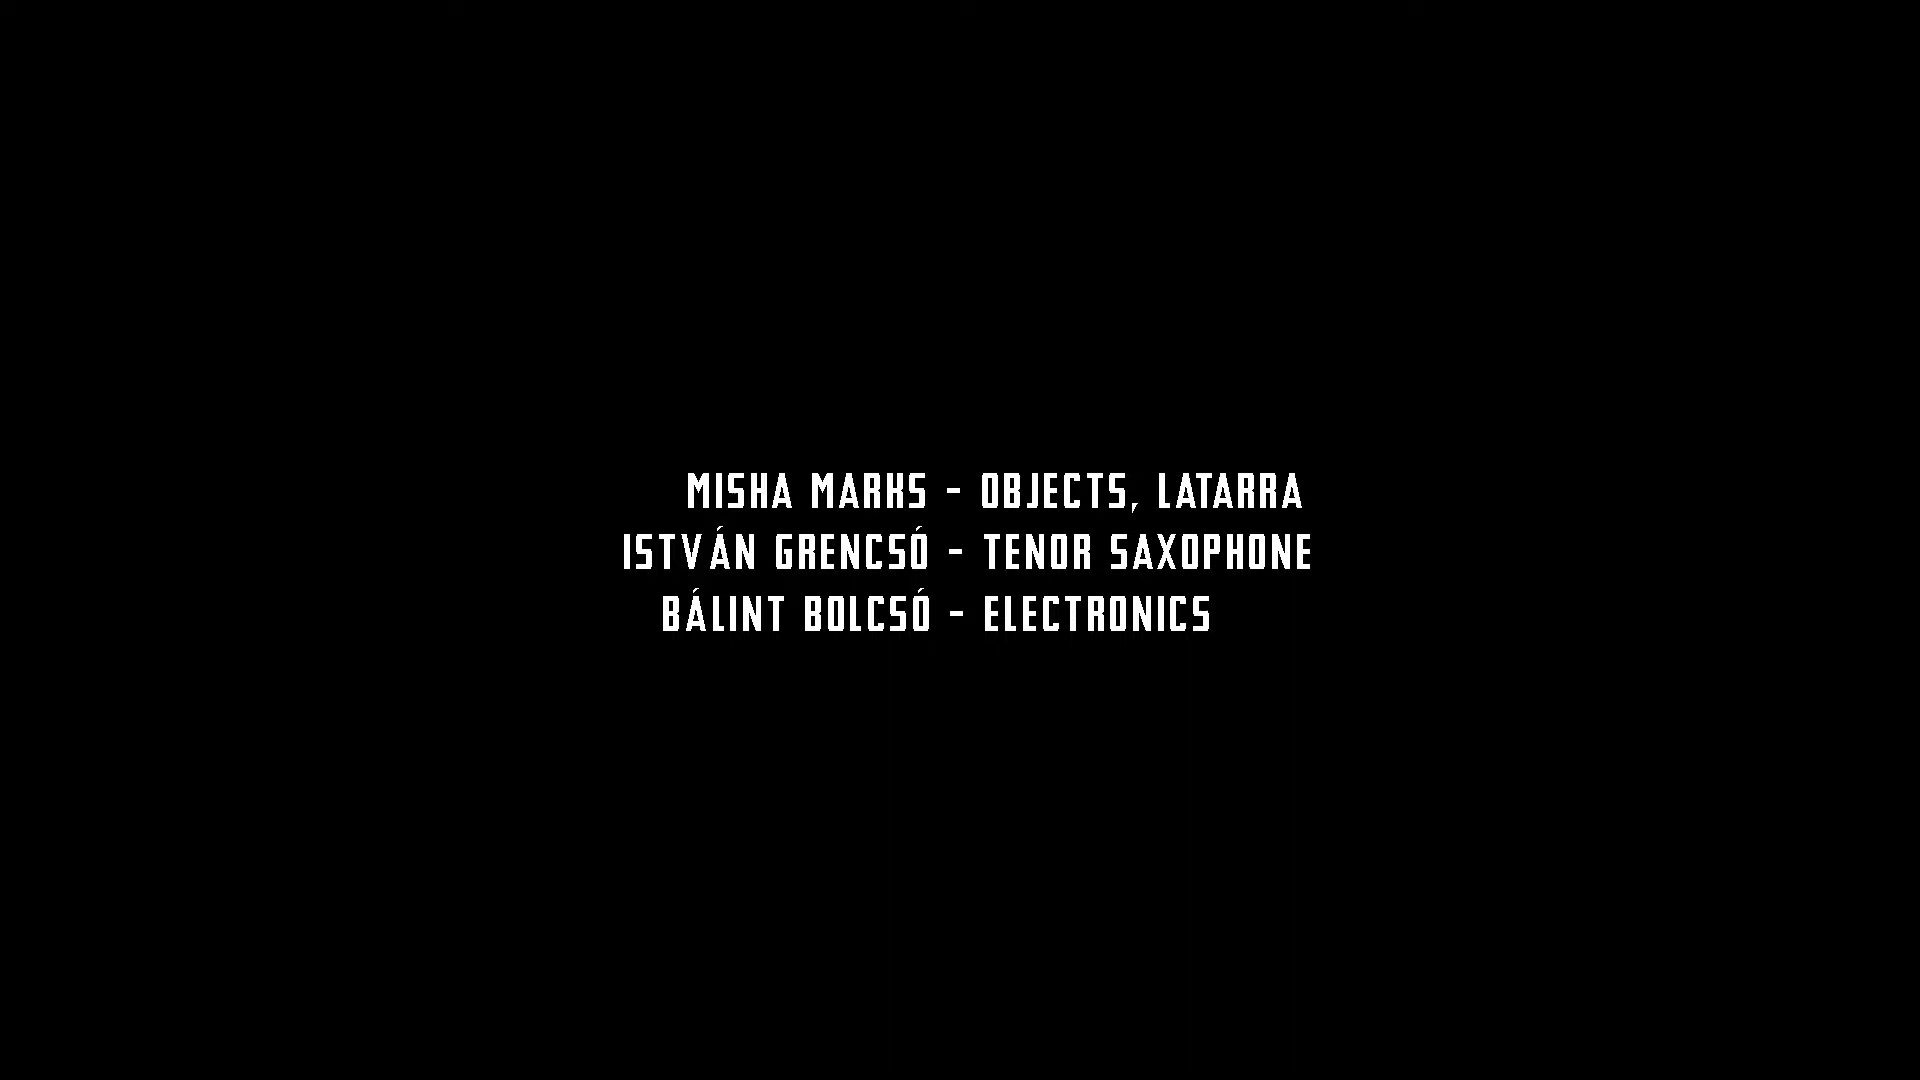 MISHA MARKS - OBJECTS, LATARRA
ISTVÁN GRENCSÓ - TENOR SAXOPHONE
BÁLINT BOLCSÓ - ELECTRONICS